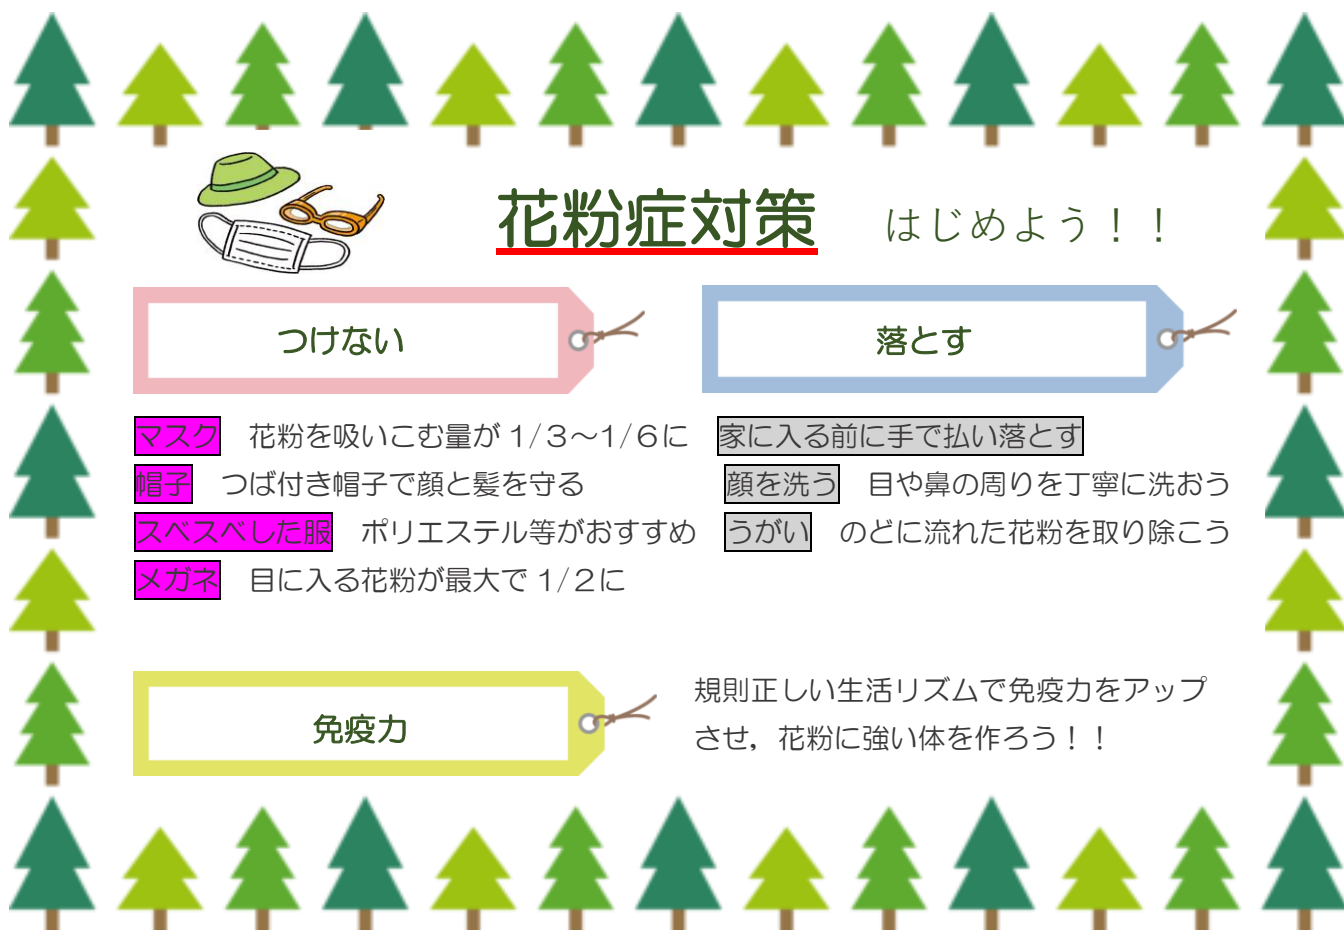 花粉症対策　はじめよう！！
つけない
マスク　花粉を吸いこむ量が 1/３～1/６に
帽子　つば付き帽子で顔と髪を守る
スベスベした服　ポリエステル等がおすすめ
メガネ　目に入る花粉が最大で 1/２に
落とす
家に入る前に手で払い落とす
顔を洗う　目や鼻の周りを丁寧に洗おう
うがい　のどに流れた花粉を取り除こう
免疫力
規則正しい生活リズムで免疫力をアップ
させ，花粉に強い体を作ろう！！